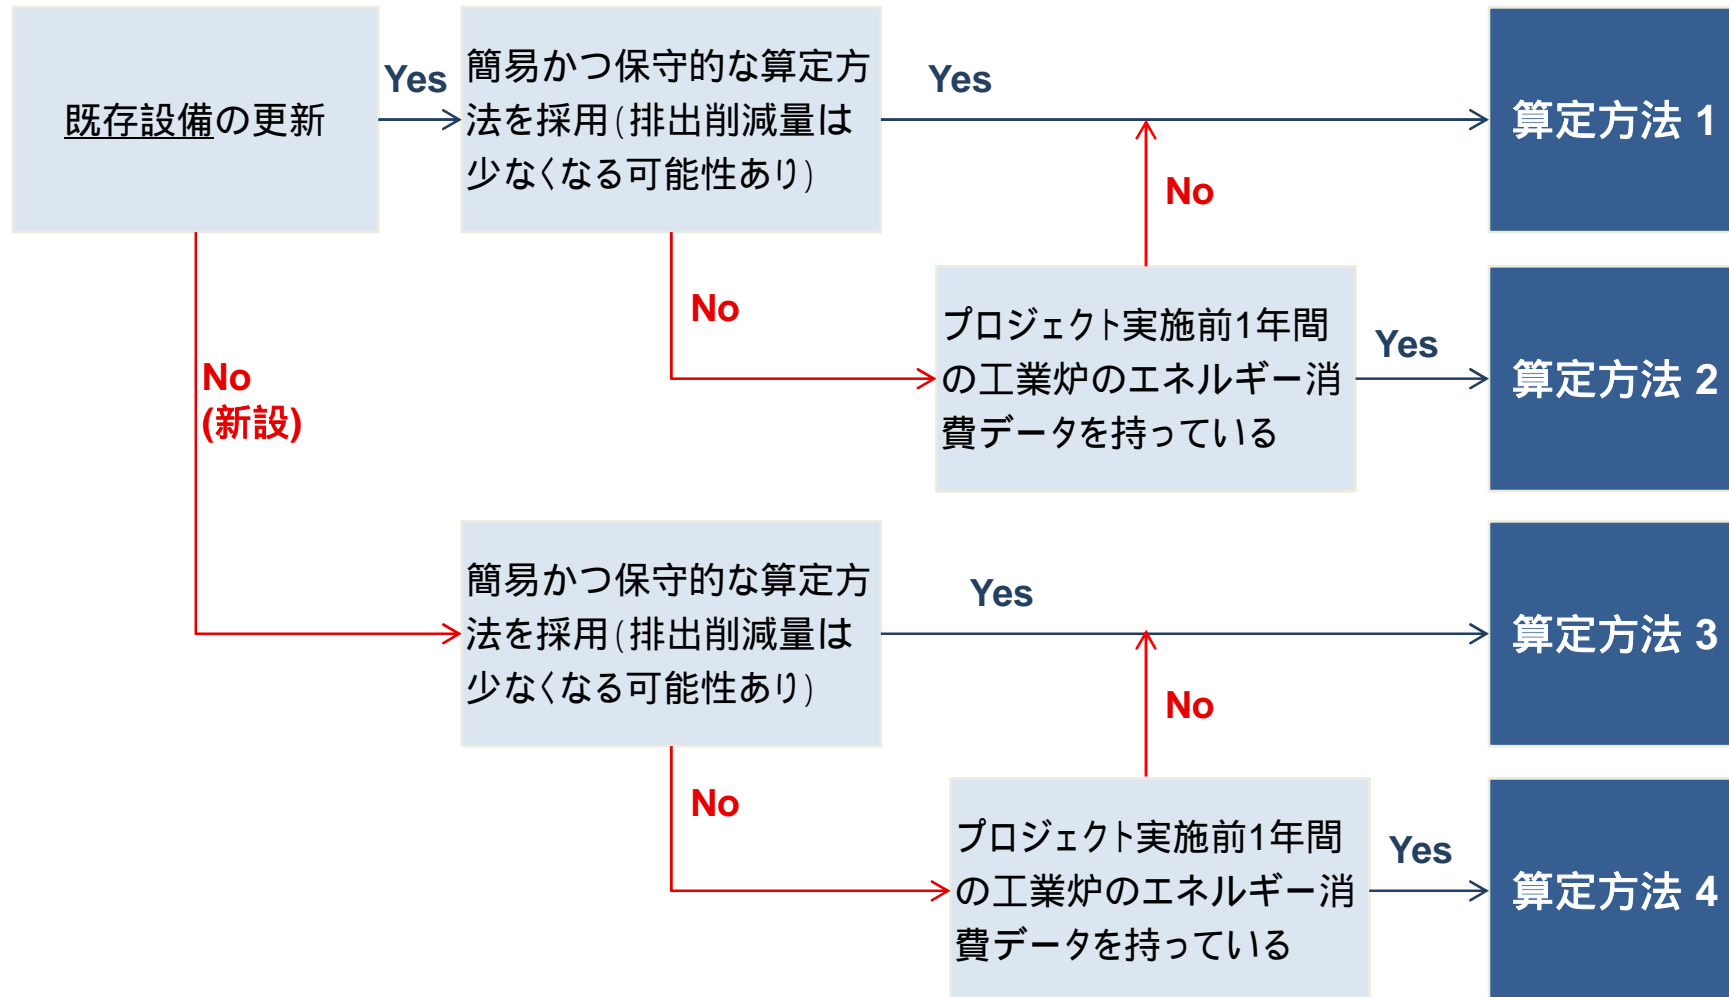 既存設備の更新
Yes
簡易かつ保守的な算定方
法を採用(排出削減量は
少なくなる可能性あり)
Yes
算定方法 1
No
No
プロジェクト実施前1年間
の工業炉のエネルギー消
費データを持っている
Yes
算定方法 2
No
(新設)
簡易かつ保守的な算定方
法を採用(排出削減量は
少なくなる可能性あり)
Yes
算定方法 3
No
No
プロジェクト実施前1年間
の工業炉のエネルギー消
費データを持っている
Yes
算定方法 4